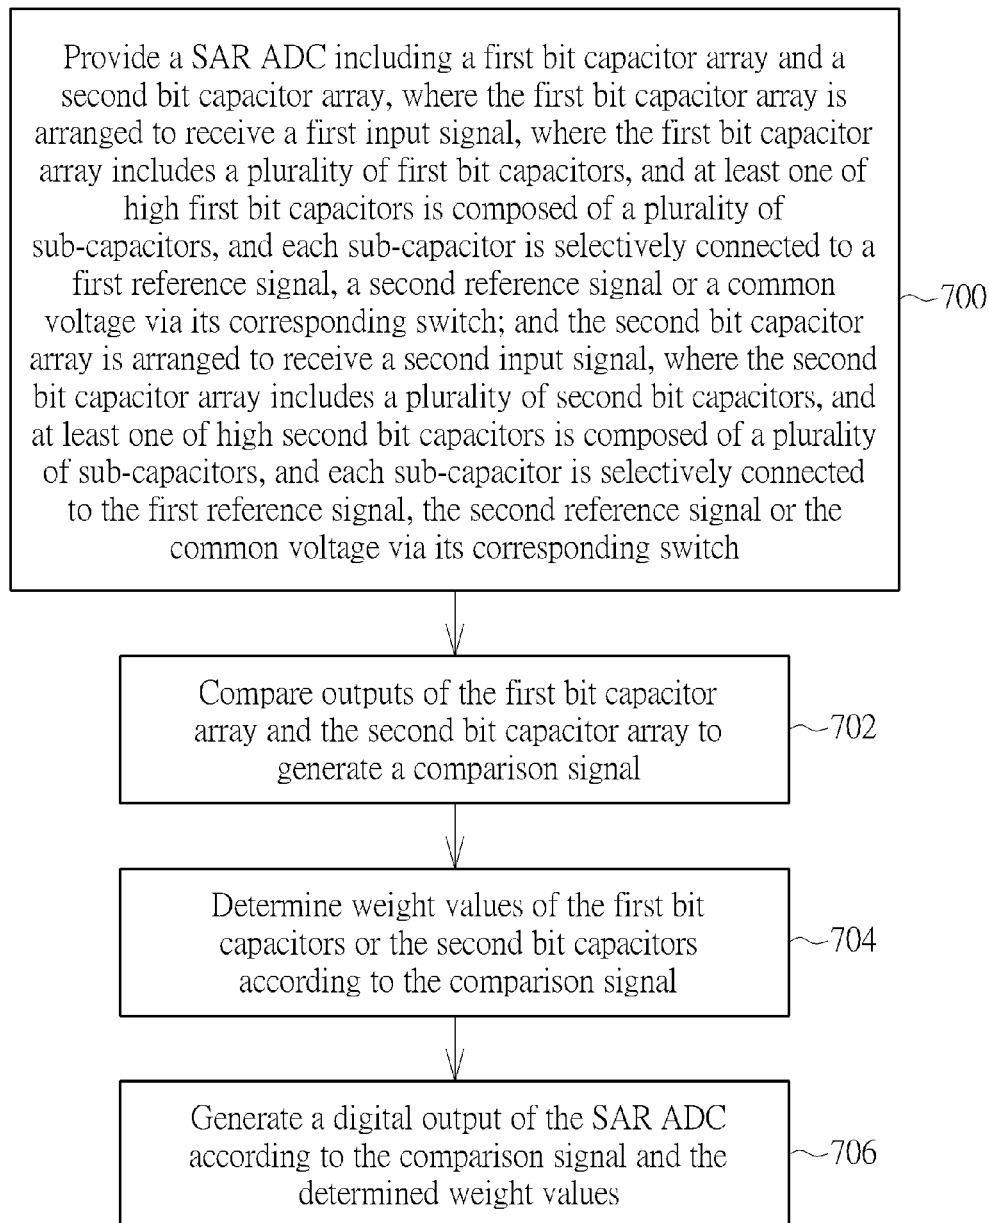 Provide a SAR ADC including a first bit capacitor array and a
second bit capacitor array, where the first bit capacitor array is
arranged to receive a first input signal, where the first bit capacitor
array includes a plurality of first bit capacitors, and at least one of
high first bit capacitors is composed of a plurality of
sub-capacitors, and each sub-capacitor is selectively connected to a
first reference signal, a second reference signal or a common
voltage via its corresponding switch; and the second bit capacitor
array is arranged to receive a second input signal, where the second
bit capacitor array includes a plurality of second bit capacitors, and
at least one of high second bit capacitors is composed of a plurality
of sub-capacitors, and each sub-capacitor is selectively connected
to the first reference signal, the second reference signal or the
common voltage via its corresponding switch
700
Compare outputs of the first bit capacitor
array and the second bit capacitor array to
generate a comparison signal
702
Determine weight values of the first bit
capacitors or the second bit capacitors
according to the comparison signal
704
Generate a digital output of the SAR ADC
according to the comparison signal and the
determined weight values
706